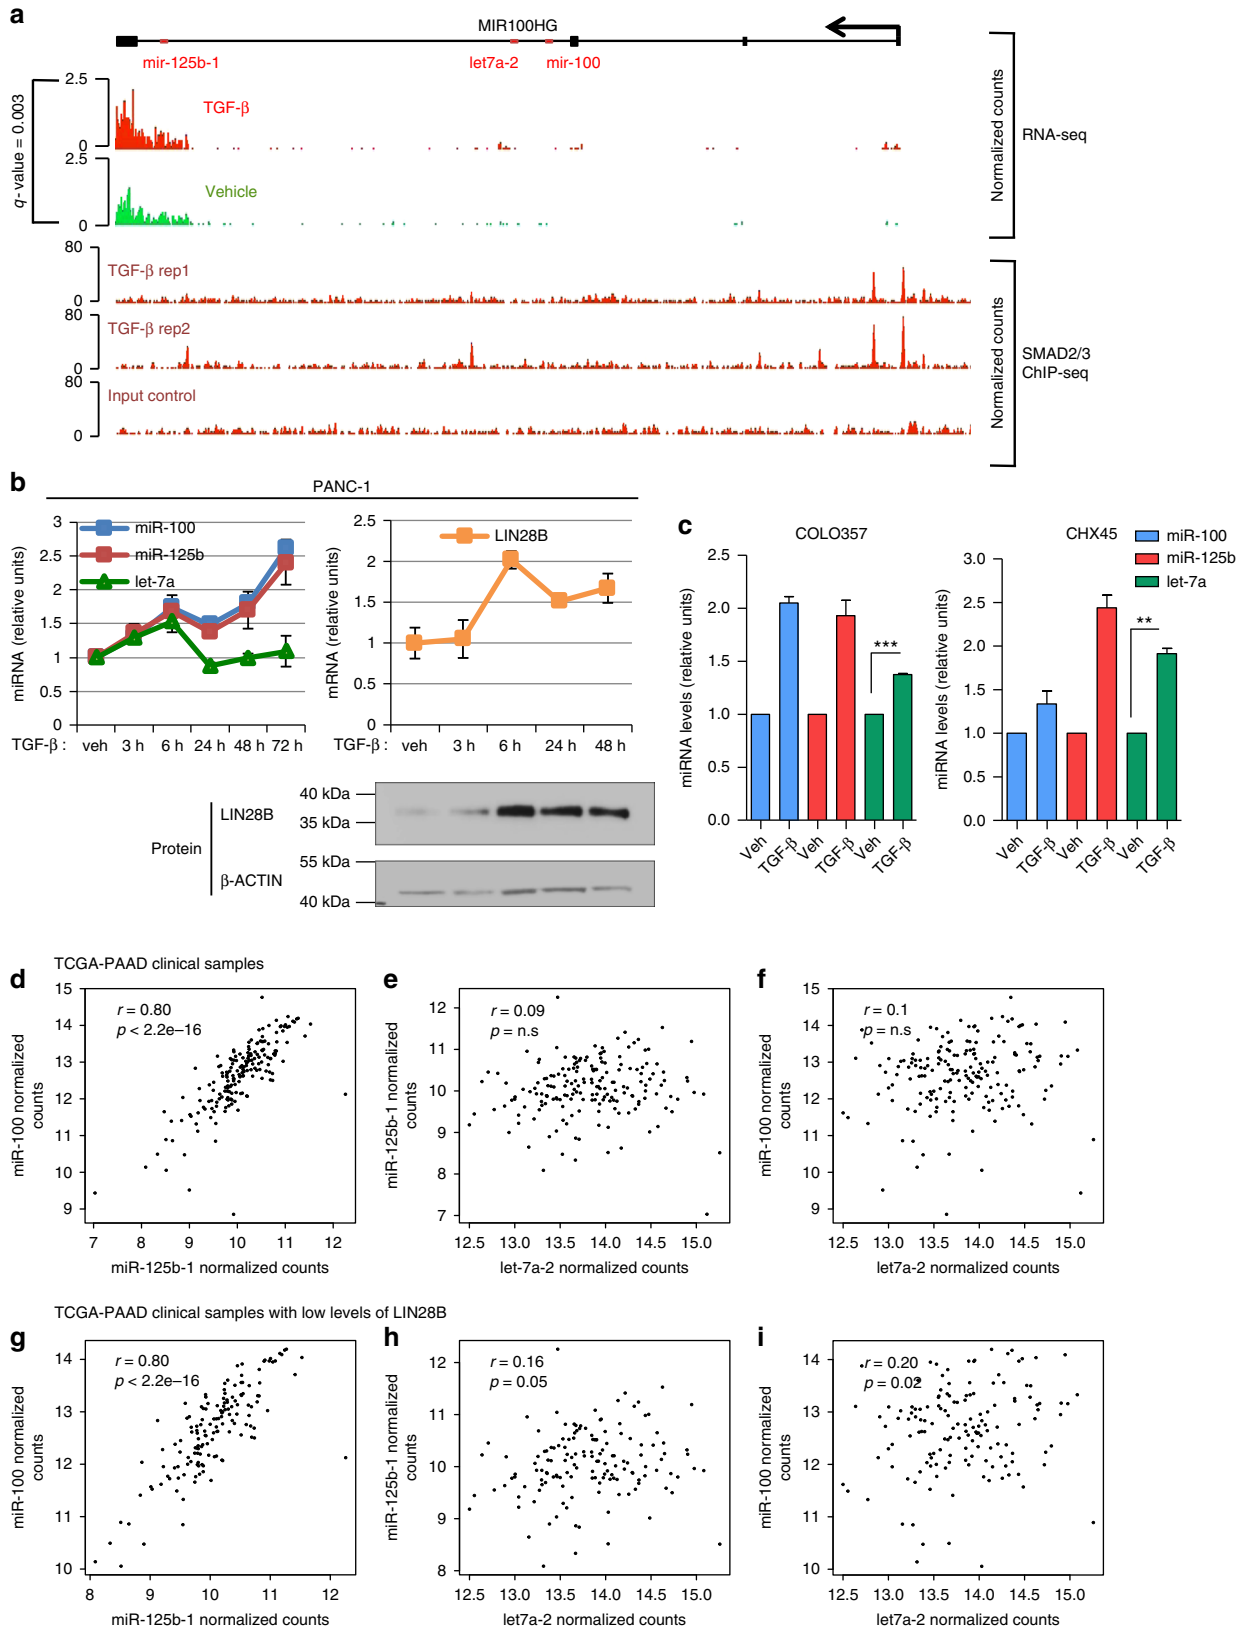 a
MIR100HG
mir-125b-1
let7a-2
mir-100
q- value = 0.003
2.5
TGF-β
0
2.5
Vehicle
0
Normalized counts
RNA-seq
80
TGF-β rep1
0
80
TGF-β rep2
0
80
Input control
0
Normalized counts
SMAD2/3
ChIP-seq
b
PANC-1
miRNA (relative units)
3
2.5
2
1.5
1
0.5
0
miR-100
miR-125b
let-7a
TGF-β : veh 3 h 6 h 24 h 48 h 72 h
mRNA (relative units)
2.5
2
1.5
1
0.5
0
LIN28B
TGF-β : veh 3 h 6 h 24 h 48 h
Protein
LIN28B
40 kDa
35 kDa
β-ACTIN
55 kDa
40 kDa
c
COLO357
miRNA levels (relative units)
2.5
2.0
1.5
1.0
0.5
0.0
***
Veh TGF-β Veh TGF-β Veh TGF-β
CHX45
miRNA levels (relative units)
3.0
2.5
2.0
1.5
1.0
0.5
0.0
**
Veh TGF-β Veh TGF-β Veh TGF-β
miR-100
miR-125b
let-7a
TCGA-PAAD clinical samples
d
r = 0.80
p < 2.2e−16
miR-100 normalized
counts
15
14
13
12
11
10
9
7 8 9 10 11 12
miR-125b-1 normalized counts
e
r = 0.09
p = n.s
miR-125b-1 normalized
counts
12
11
10
9
8
7
12.5 13.0 13.5 14.0 14.5 15.0
let-7a-2 normalized counts
f
r = 0.1
p = n.s
miR-100 normalized
counts
15
14
13
12
11
10
9
12.5 13.0 13.5 14.0 14.5 15.0
let7a-2 normalized counts
TCGA-PAAD clinical samples with low levels of LIN28B
g
r = 0.80
p < 2.2e−16
miR-100 normalized
counts
14
13
12
11
10
8 9 10 11 12
miR-125b-1 normalized counts
h
r = 0.16
p = 0.05
miR-125b-1 normalized
counts
12
11
10
9
8
12.5 13.0 13.5 14.0 14.5 15.0
let7a-2 normalized counts
i
r = 0.20
p = 0.02
miR-100 normalized
counts
14
13
12
11
10
12.5 13.0 13.5 14.0 14.5 15.0
let7a-2 normalized counts